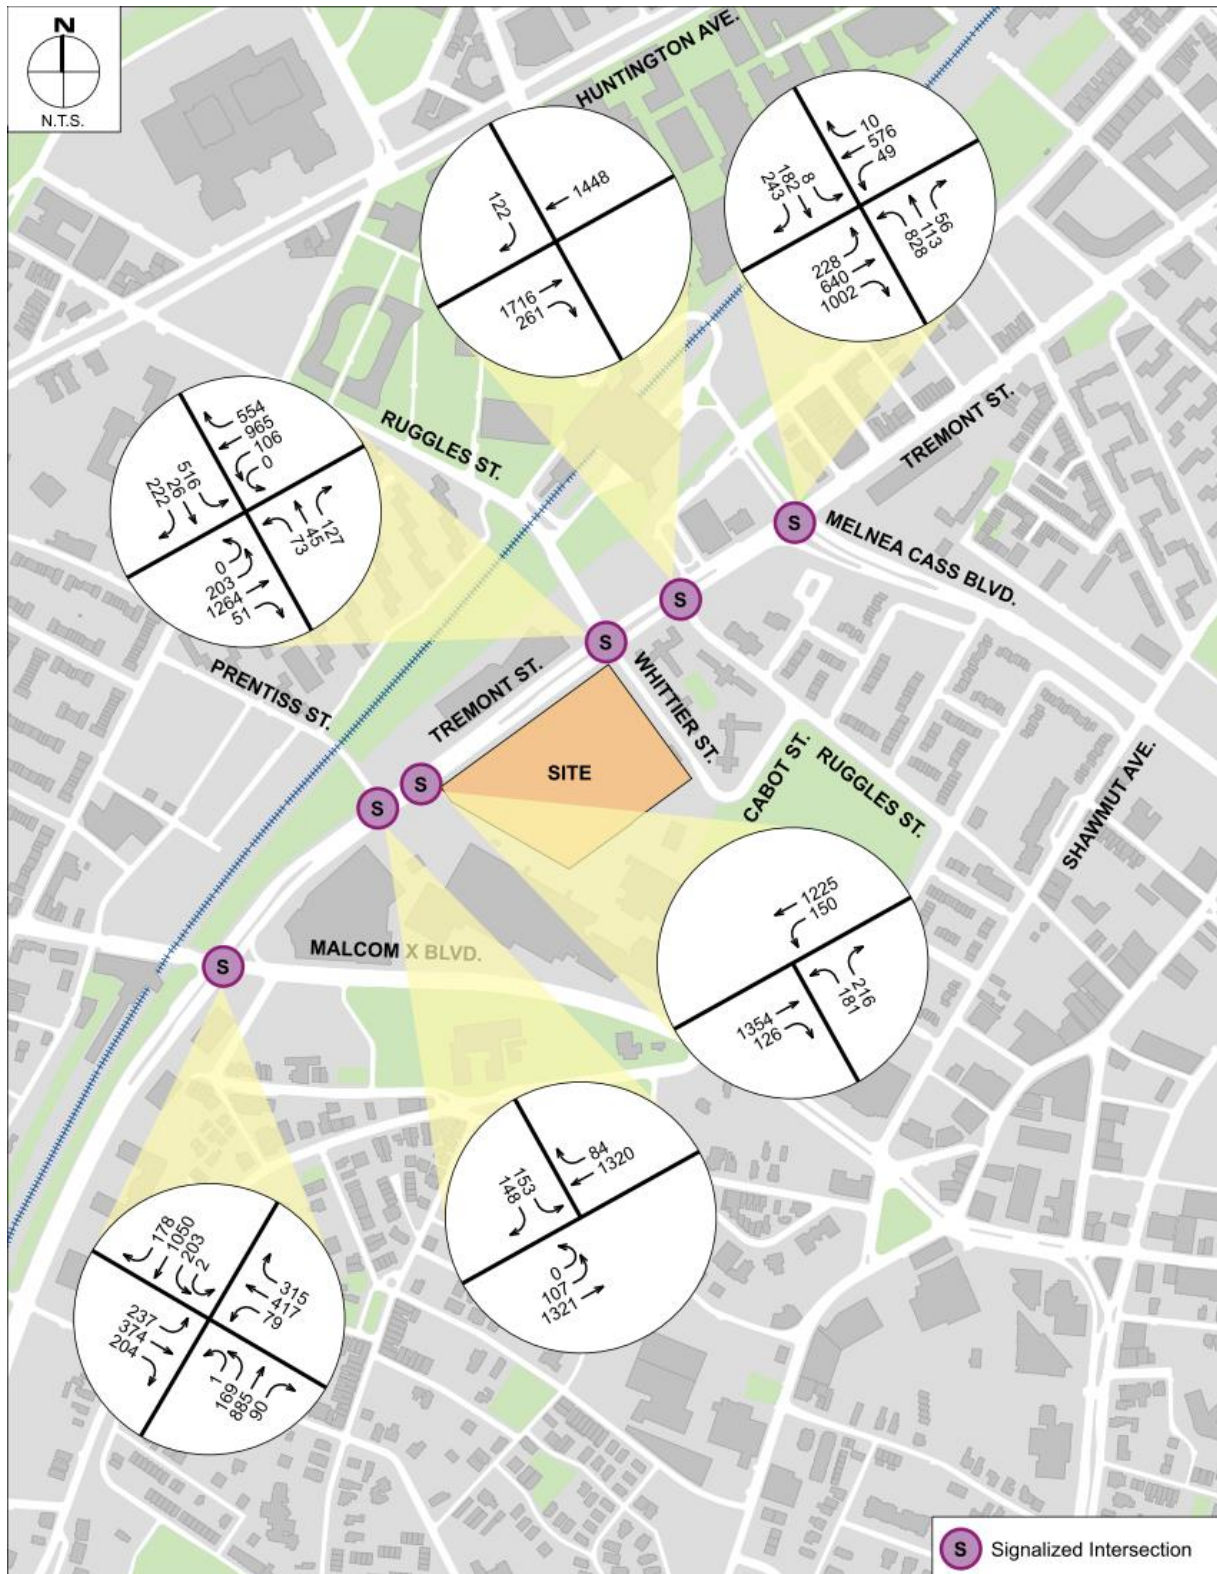 N
N.T.S.
HUNTINGTON AVE.
1448
122
1716
261
10
576
49
8
182
243
56
113
828
228
640
1002
TREMONT ST.
RUGGLES ST.
554
965
106
0
516
26
222
127
45
73
0
203
1264
51
S
MELNEA CASS BLVD.
S
S
PRENTISS ST.
TREMONT ST.
WHITTIER ST.
SITE
CABOT ST.
RUGGLES ST.
SHAWMUT AVE.
S
S
MALCOM X BLVD.
S
1225
150
216
181
1354
126
84
1320
153
148
0
107
1321
178
1050
203
2
315
417
79
237
374
204
1
169
885
90
S Signalized Intersection